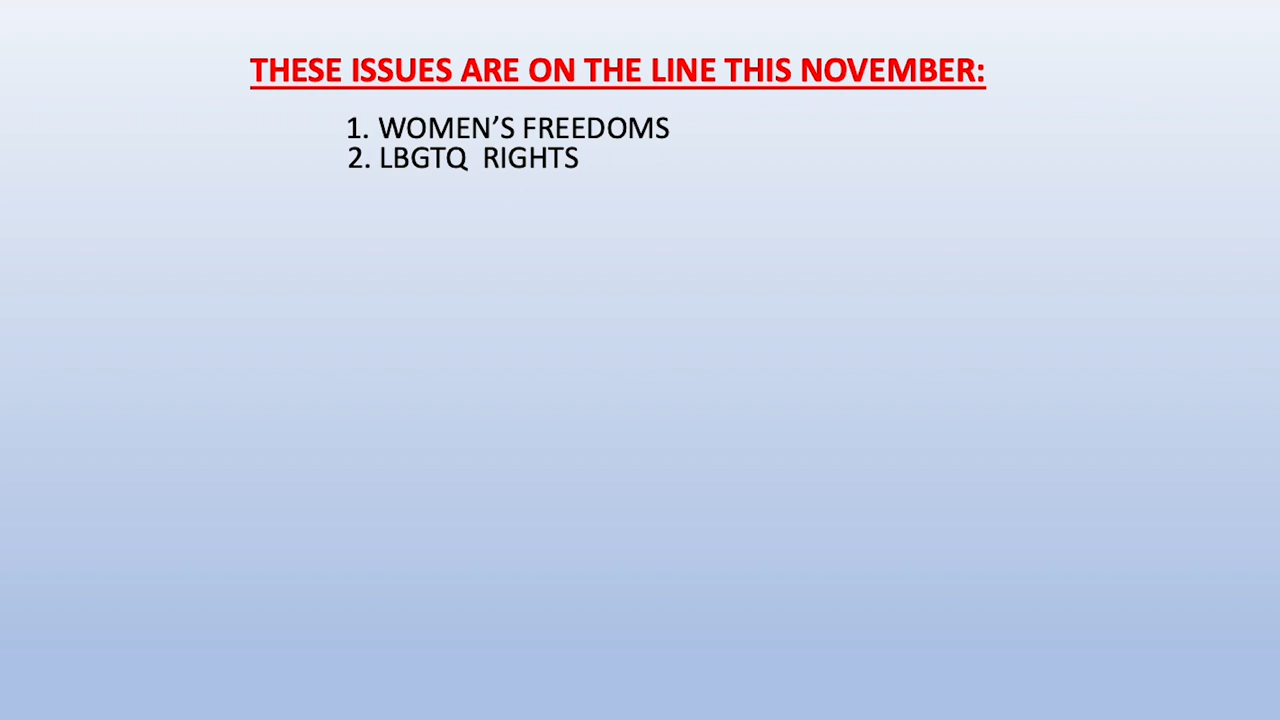 THESE ISSUES ARE ON THE LINE THIS NOVEMBER:
1. WOMEN’S FREEDOMS
2. LBGTQ  RIGHTS